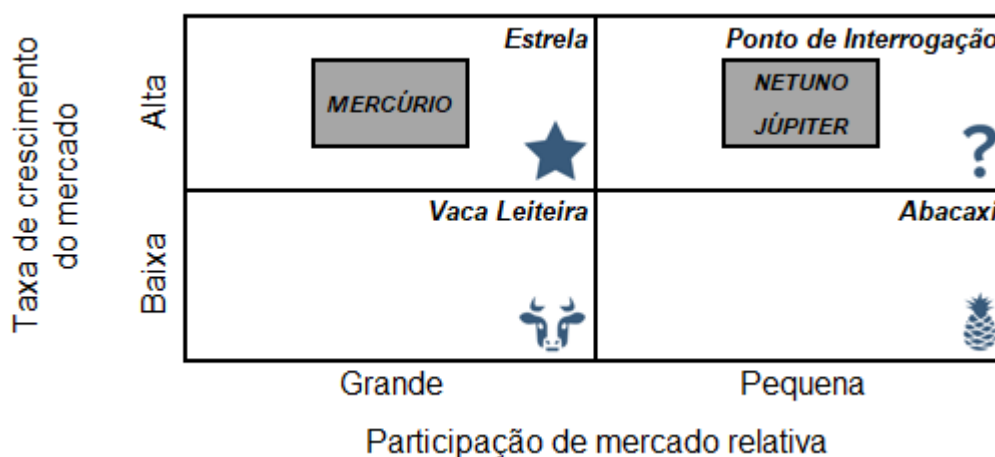 Taxa de crescimento
do mercado
Alta
Baixa
Estrela
MERCÚRIO
Ponto de Interrogação
NETUNO
JÚPITER
?
Vaca Leiteira
Abacaxi
Grande
Pequena
Participação de mercado relativa